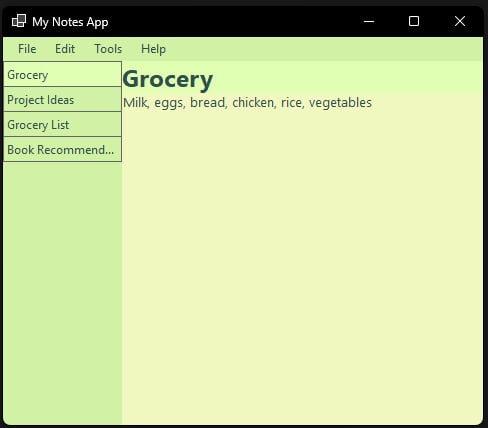 My Notes App
File Edit Tools Help
Grocery
Project Ideas
Grocery List
Book Recommend...
Grocery
Milk, eggs, bread, chicken, rice, vegetables